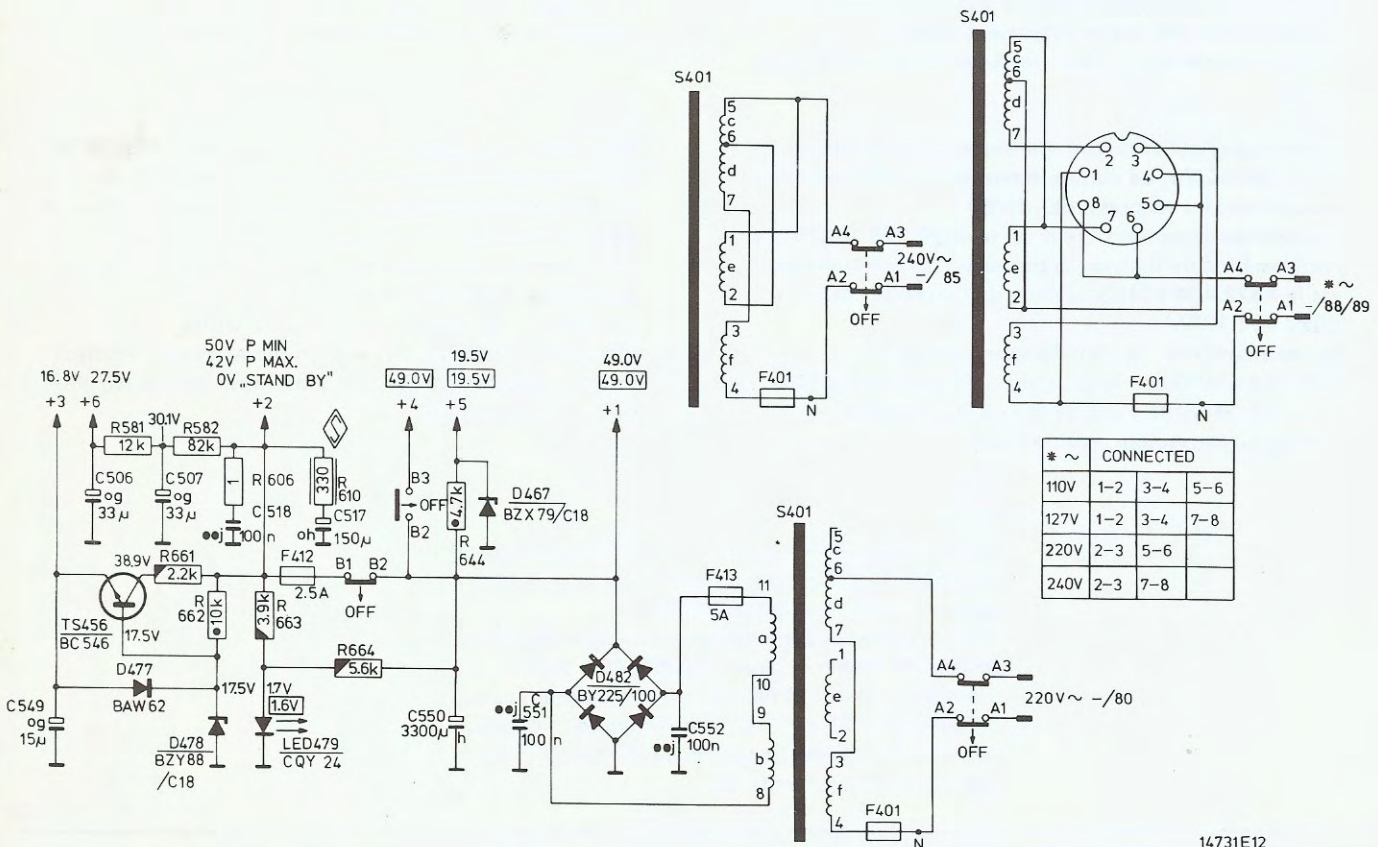 S401
5
c
6
d
7
1
e
2
3
f
4
F401
N
A4 A3
A2 A1
240V~
-/85
OFF
S401
5
c
6
d
7
1
e
2
3
f
4
2 3
1 4
8 5
7 6
A4 A3
A2 A1
* ~
-/88/89
OFF
F401
N
* ~ CONNECTED
110V 1-2 3-4 5-6
127V 1-2 3-4 7-8
220V 2-3 5-6
240V 2-3 7-8
50V P MIN
42V P MAX.
0V „STAND BY"
16.8V 27.5V
+3 +6
+2
49.0V
+4
19.5V
19.5V
+5
49.0V
49.0V
+1
R581
12k
30.1V
R582
82k
C506
og
33µ
C507
og
33µ
1
R 606
C 518
100n
330
R 610
C517
oh
150µ
B3
OFF
B2
4.7k
R 644
D467
BZX 79/C18
38.9V
R661
2.2k
F412
2.5A
B1 B2
OFF
TS456
BC 546
R 662
10k
17.5V
3.9k
R 663
R664
5.6k
D477
BAW 62
17.5V
1.7V
1.6V
C549
og
15µ
D478
BZY88
/C18
LED479
CQY 24
C550
3300µ
h
C 551
j
100 n
D482
BY225/100
C552
j
100n
F413
5A
11
a
10
9
b
8
S401
5
c
6
d
7
1
e
2
3
f
4
F401
N
A4 A3
A2 A1
220V~ -/80
OFF
14731E12